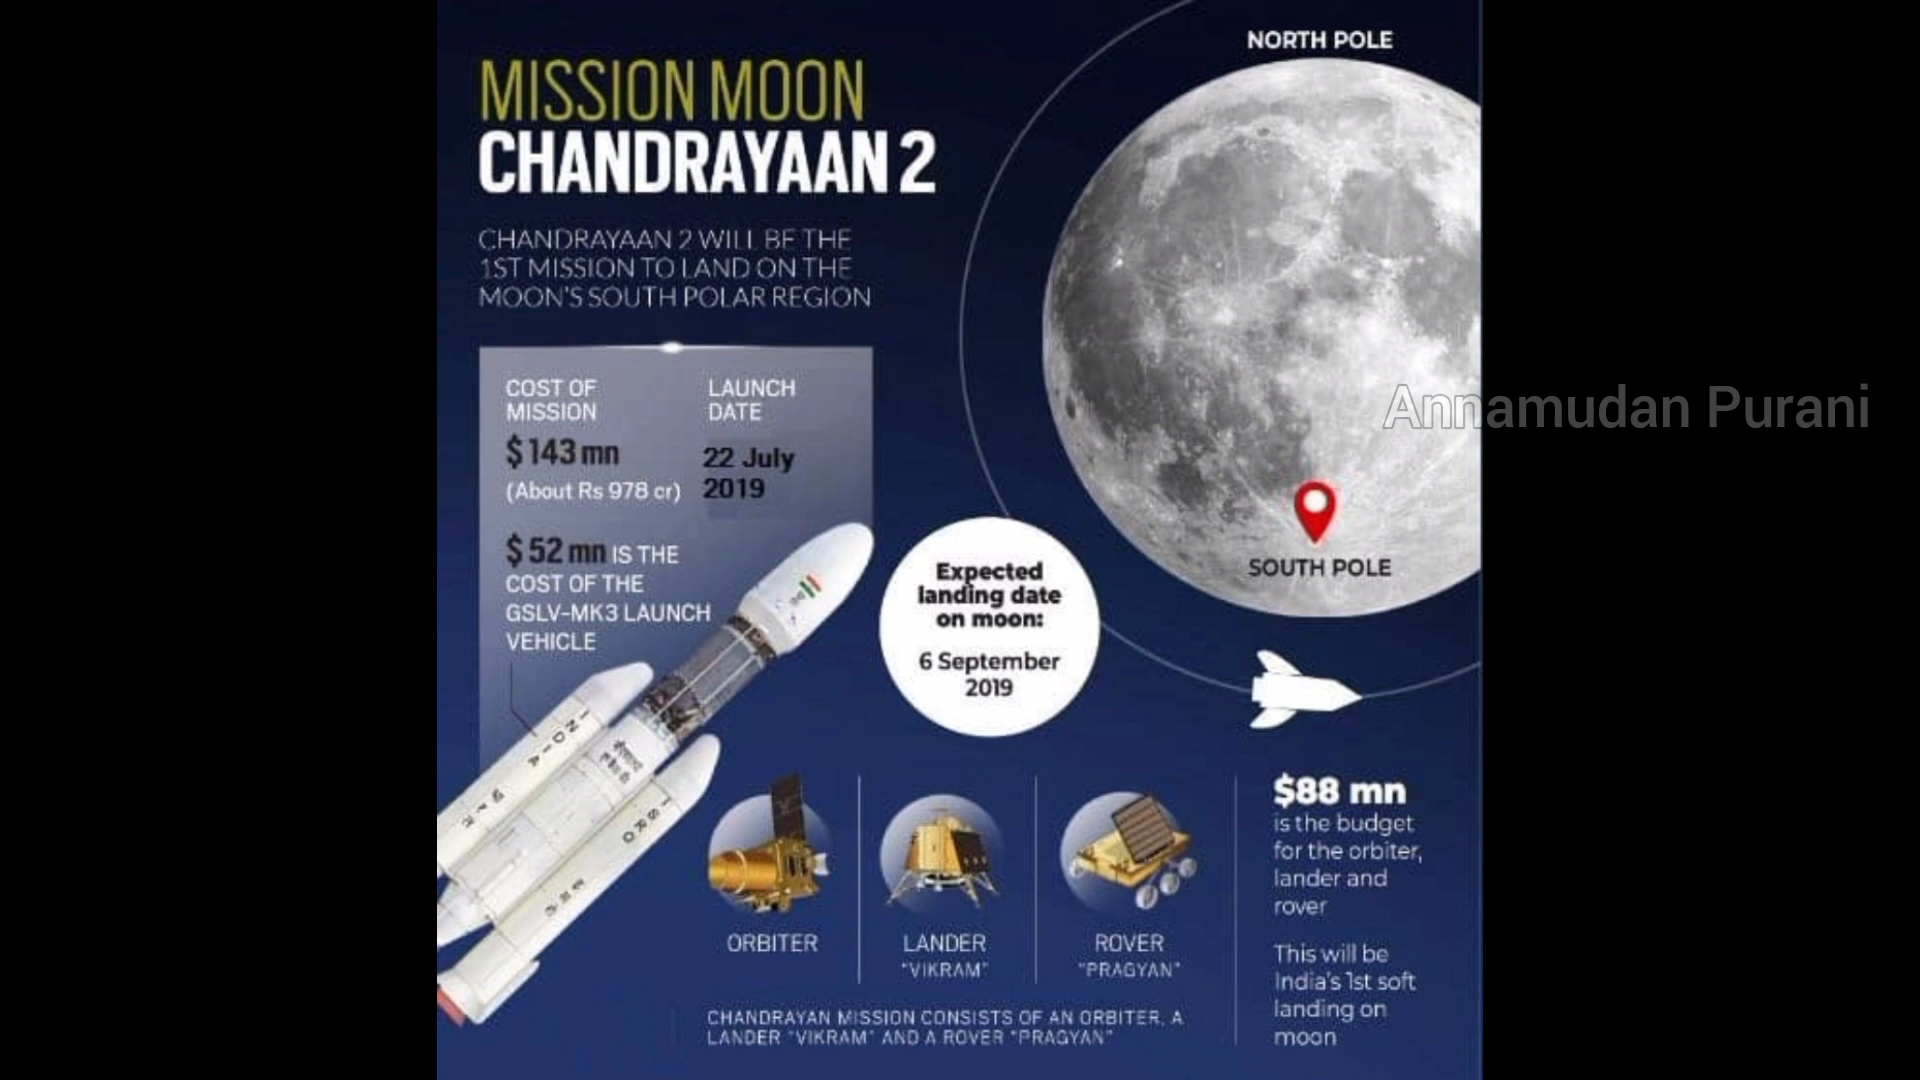 NORTH POLE
MISSION MOON
CHANDRAYAAN 2
CHANDRAYAAN 2 WILL BE THE
1ST MISSION TO LAND ON THE
MOON'S SOUTH POLAR REGION
COST OF
MISSION
$ 143 mn
(About Rs 978 cr)
LAUNCH
DATE
22 July
2019
$ 52 mn IS THE
COST OF THE
GSLV-MK3 LAUNCH
VEHICLE
Annamudan Purani
SOUTH POLE
Expected
landing date
on moon:
6 September
2019
INDIA
ISRO
ORBITER
LANDER
"VIKRAM"
ROVER
"PRAGYAN"
CHANDRAYAN MISSION CONSISTS OF AN ORBITER, A
LANDER "VIKRAM" AND A ROVER "PRAGYAN"
$88 mn
is the budget
for the orbiter,
lander and
rover
This will be
India's 1st soft
landing on
moon